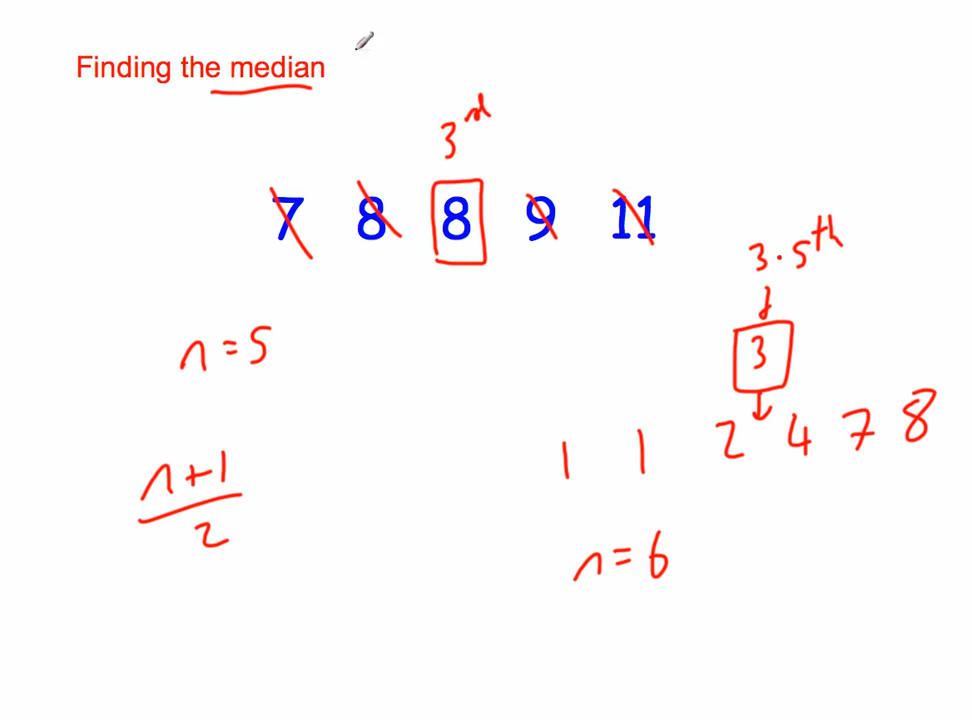 Finding the median
3rd
7 8 8 9 11
3.5th
n=5
3
1 1 2 4 7 8
n+1
2
n=6